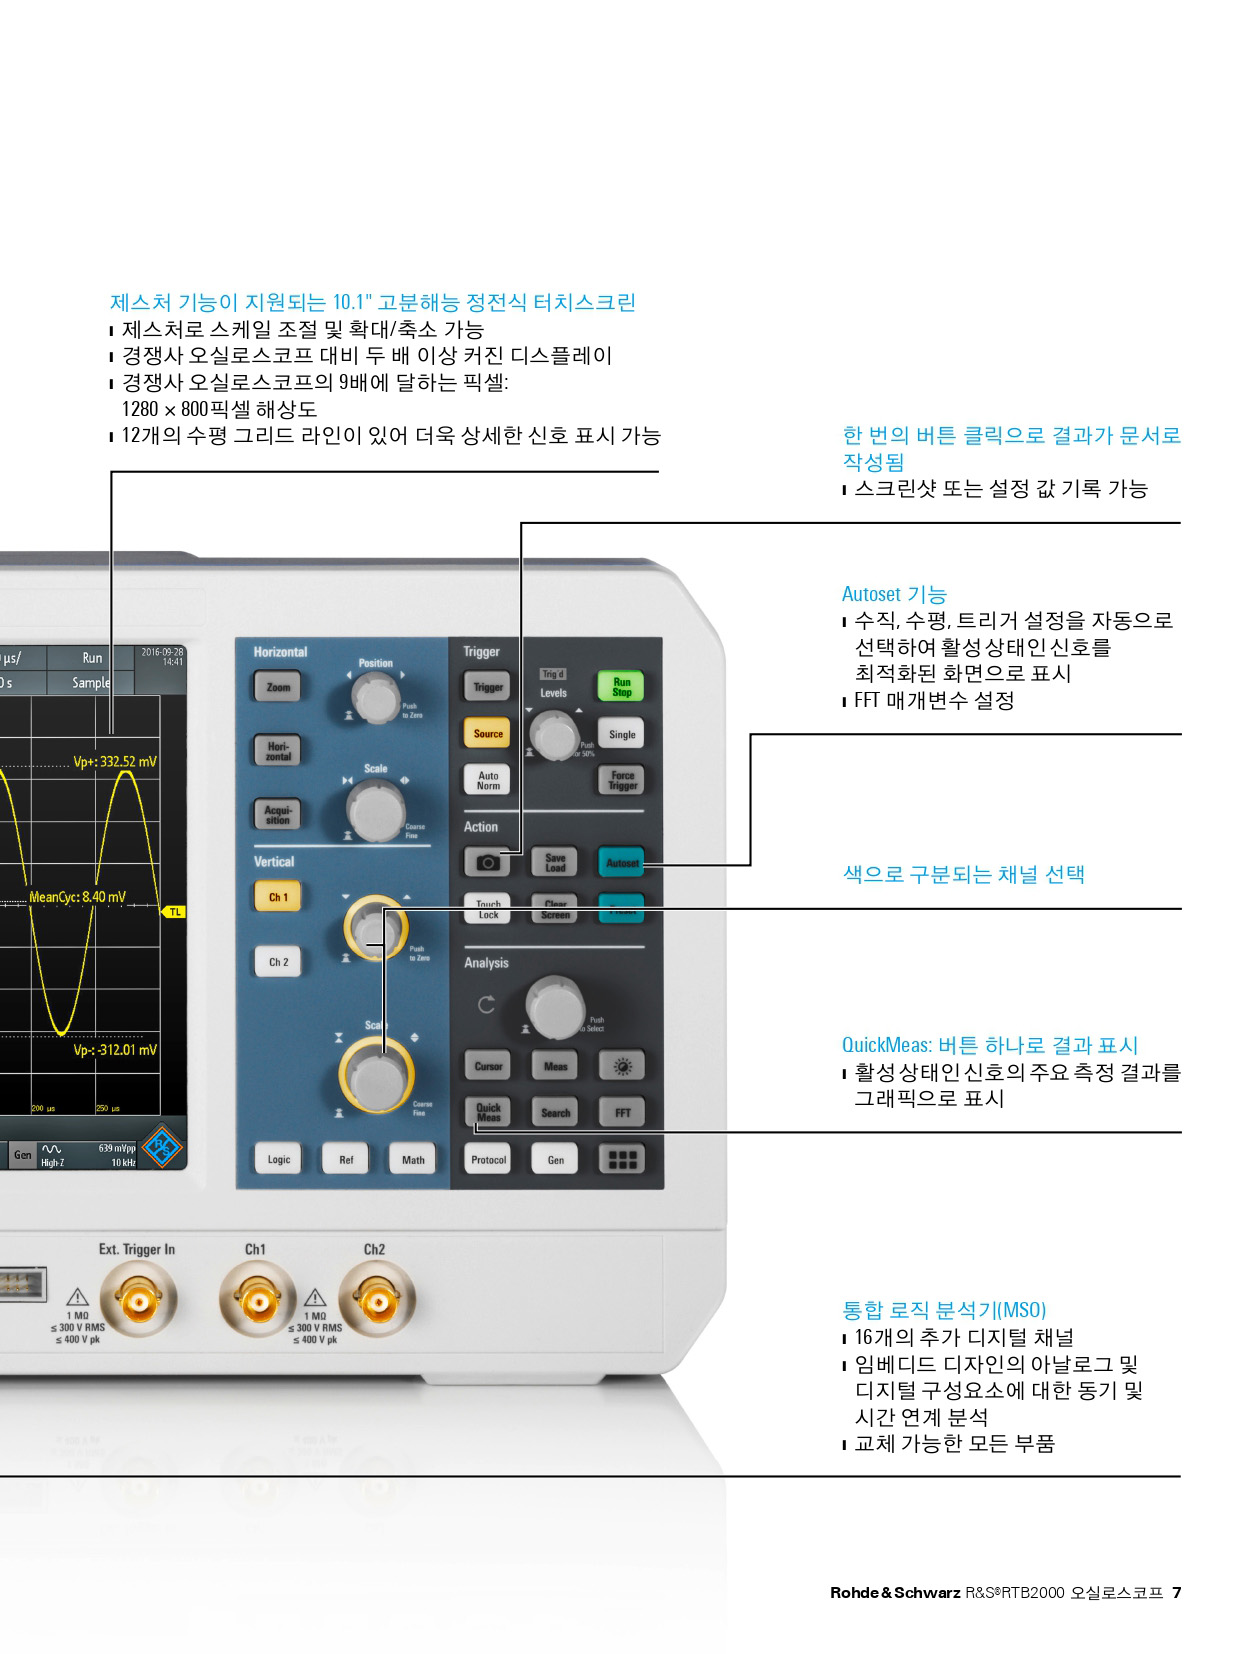 제스처 기능이 지원되는 10.1" 고분해능 정전식 터치스크린
❙ 제스처로 스케일 조절 및 확대/축소 가능
❙ 경쟁사 오실로스코프 대비 두 배 이상 커진 디스플레이
❙ 경쟁사 오실로스코프의 9배에 달하는 픽셀:
1280 × 800픽셀 해상도
❙ 12개의 수평 그리드 라인이 있어 더욱 상세한 신호 표시 가능
한 번의 버튼 클릭으로 결과가 문서로
작성됨
❙ 스크린샷 또는 설정 값 기록 가능
Autoset 기능
❙ 수직, 수평, 트리거 설정을 자동으로
선택하여 활성 상태인 신호를
최적화된 화면으로 표시
❙ FFT 매개변수 설정
색으로 구분되는 채널 선택
QuickMeas: 버튼 하나로 결과 표시
❙ 활성 상태인 신호의 주요 측정 결과를
그래픽으로 표시
통합 로직 분석기(MSO)
❙ 16개의 추가 디지털 채널
❙ 임베디드 디자인의 아날로그 및
디지털 구성요소에 대한 동기 및
시간 연계 분석
❙ 교체 가능한 모든 부품
µs/
Run
2016-09-28
14:41
0 s
Sample
Vp+: 332.52 mV
MeanCyc: 8.40 mV
TL
Vp-: -312.01 mV
200 µs
250 µs
Gen
High-Z
639 mVpp
10 kHz
R&S
Horizontal
Position
Zoom
Push
to Zero
Hori-
zontal
Scale
Acqui-
sition
Coarse
Fine
Vertical
Ch 1
Ch 2
Push
to Zero
Scale
Coarse
Fine
Logic
Ref
Math
Trigger
Trig'd
Trigger
Levels
Run
Stop
Source
Single
Push
for 50%
Auto
Norm
Force
Trigger
Action
Save
Load
Autoset
Touch
Lock
Clear
Screen
Preset
Analysis
Push
to Select
Cursor
Meas
Quick
Meas
Search
FFT
Protocol
Gen
Ext. Trigger In
Ch1
Ch2
1 MΩ
≤ 300 V RMS
≤ 400 V pk
1 MΩ
≤ 300 V RMS
≤ 400 V pk
Rohde & Schwarz R&S®RTB2000 오실로스코프 7